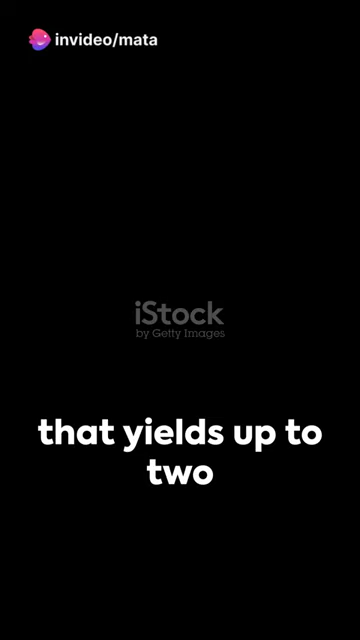 invideo/mata
iStock
by Getty Images
that yields up to
two